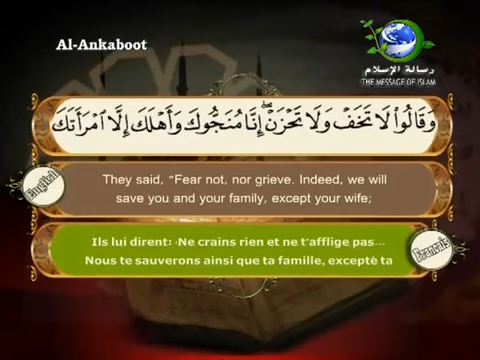 Al-Ankaboot
رسالة الإسلام
THE MESSAGE OF ISLAM
وَقَالُوا۟ لَا تَخَفْ وَلَا تَحْزَنْ ۖ إِنَّا مُنَجُّوكَ وَأَهْلَكَ إِلَّا ٱمْرَأَتَكَ
English
They said, "Fear not, nor grieve. Indeed, we will
save you and your family, except your wife;
Français
Ils lui dirent: ‹Ne crains rien et ne t'afflige pas...
Nous te sauverons ainsi que ta famille, excepté ta